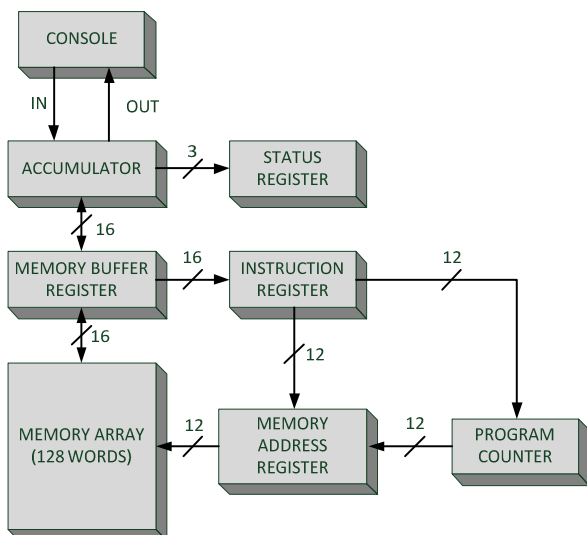 CONSOLE
IN
OUT
ACCUMULATOR
3
STATUS
REGISTER
16
MEMORY BUFFER
REGISTER
16
INSTRUCTION
REGISTER
12
16
12
MEMORY ARRAY
(128 WORDS)
12
MEMORY
ADDRESS
REGISTER
12
PROGRAM
COUNTER